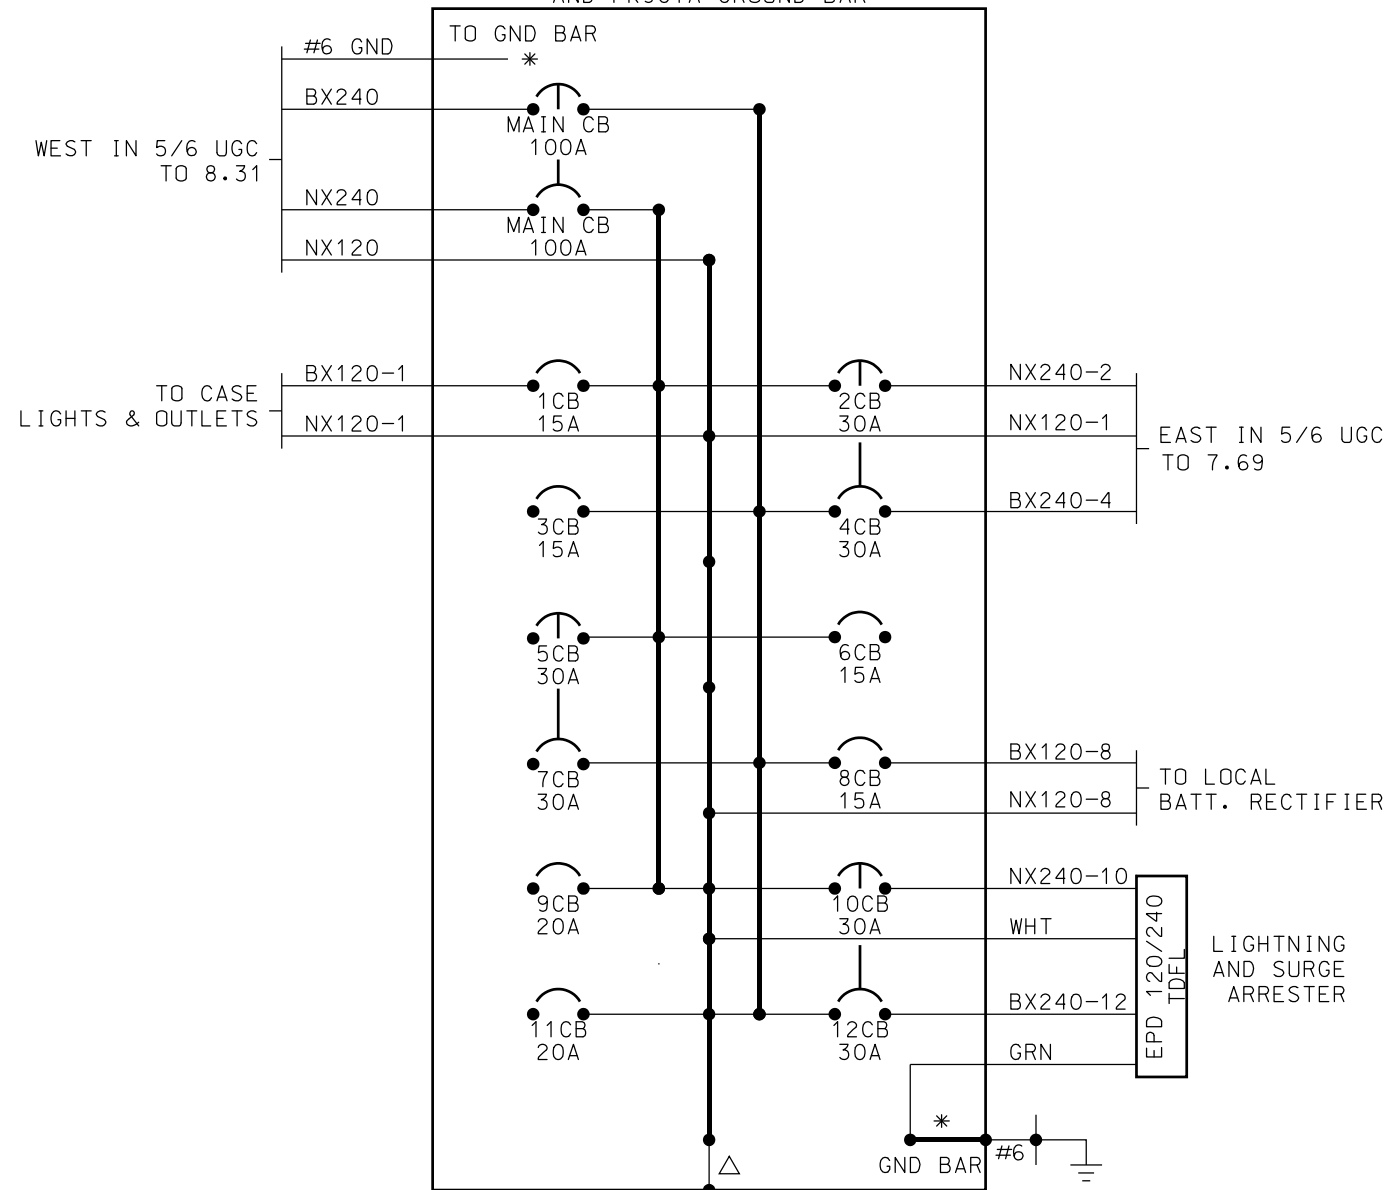 TO GND BAR
#6 GND
*
BX240
MAIN CB
100A
WEST IN 5/6 UGC
TO 8.31
NX240
MAIN CB
100A
NX120
BX120-1
TO CASE
LIGHTS & OUTLETS
NX120-1
1CB
15A
2CB
30A
NX240-2
NX120-1
EAST IN 5/6 UGC
TO 7.69
BX240-4
3CB
15A
4CB
30A
5CB
30A
6CB
15A
7CB
30A
8CB
15A
BX120-8
TO LOCAL
BATT. RECTIFIER
NX120-8
9CB
20A
10CB
30A
NX240-10
WHT
EPD 120/240
TDFL
LIGHTNING
AND SURGE
ARRESTER
11CB
20A
12CB
30A
BX240-12
GRN
*
GND BAR
#6